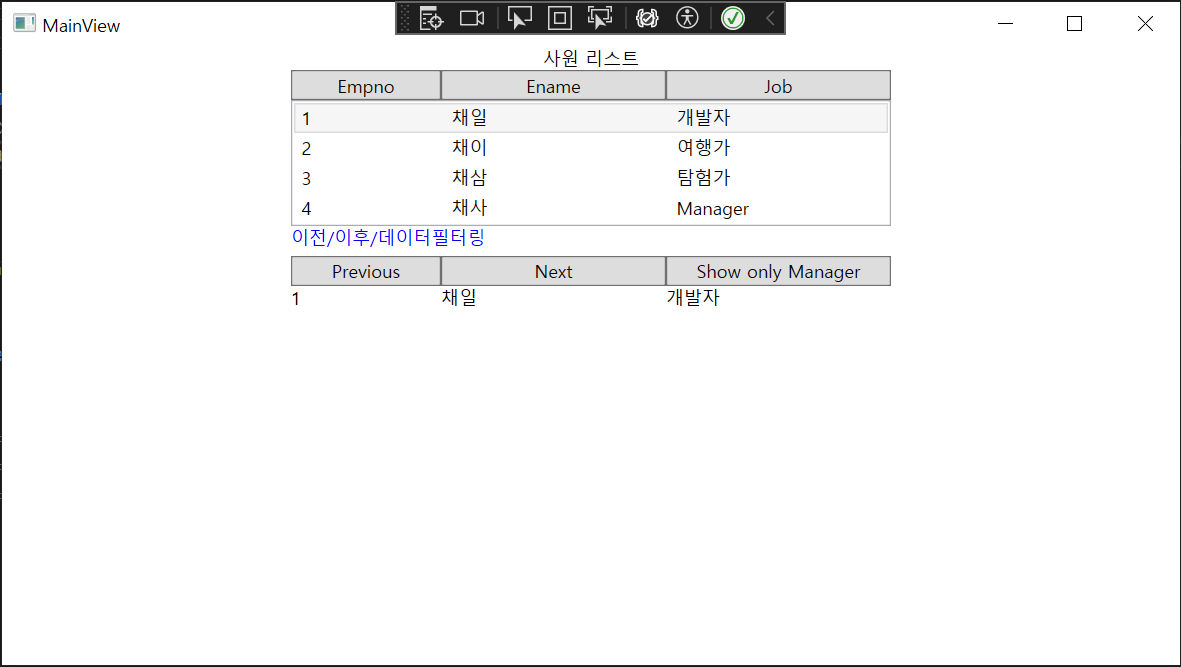 MainView
사원 리스트
Empno Ename Job
1 채일 개발자
2 채이 여행가
3 채삼 탐험가
4 채사 Manager
이전/이후/데이터필터링
Previous Next Show only Manager
1 채일 개발자